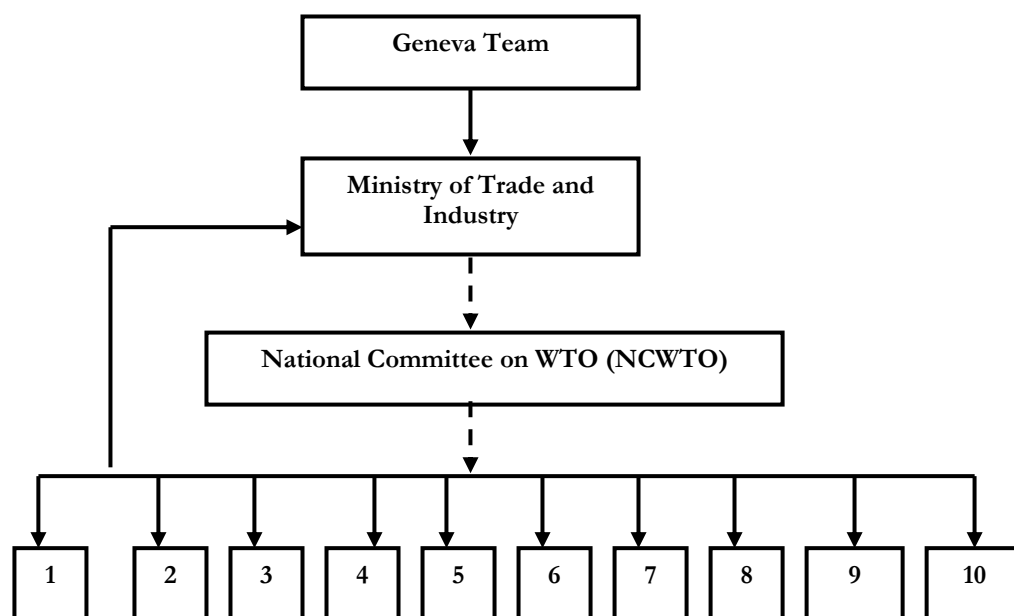 Geneva Team
Ministry of Trade and
Industry
National Committee on WTO (NCWTO)
1 2 3 4 5 6 7 8 9 10